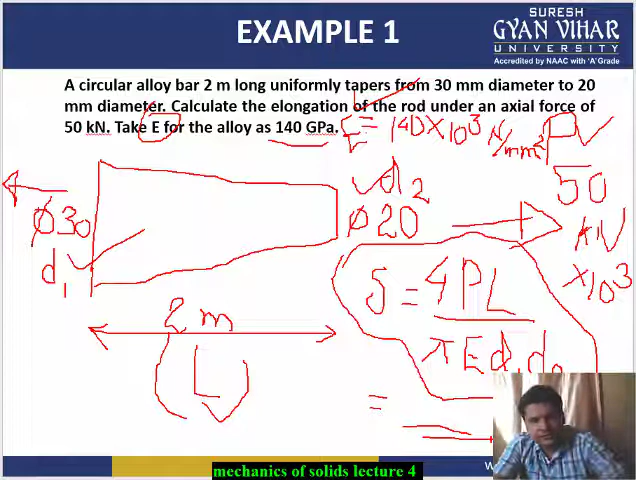 EXAMPLE 1
SURESH
GYAN VIHAR
UNIVERSITY
Accredited by NAAC with 'A' Grade
A circular alloy bar 2 m long uniformly tapers from 30 mm diameter to 20
mm diameter. Calculate the elongation of the rod under an axial force of
50 kN. Take E for the alloy as 140 GPa.
E = 140×10³ N/mm²
P
50
kN
×10³
d₂
ø20
ø30
d₁
2 m
(L)
δ = 4PL
πEd₁d₂
=
mechanics of solids lecture 4